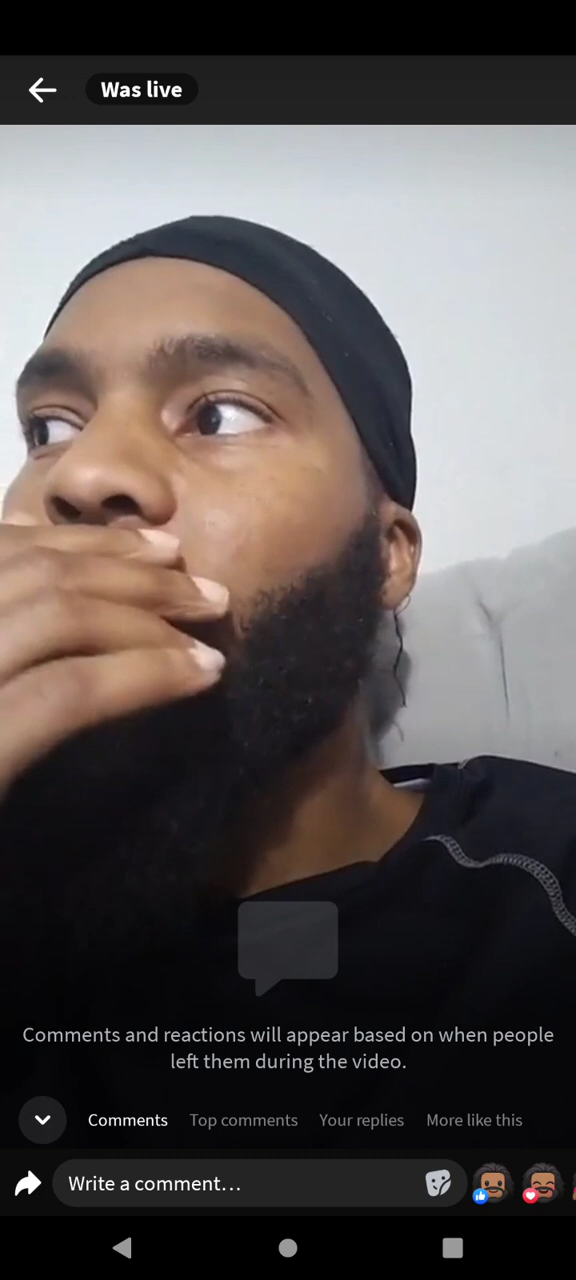 Was live
Comments and reactions will appear based on when people
left them during the video.
Comments Top comments Your replies More like this
Write a comment…